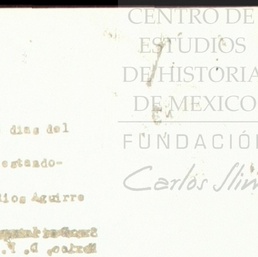 CENTRO DE
ESTUDIOS
DE HISTORIA
DE MEXICO
FUNDACIÓN
Carlos Slim
dias del
estado-
dios Aguirre
México, D. F.